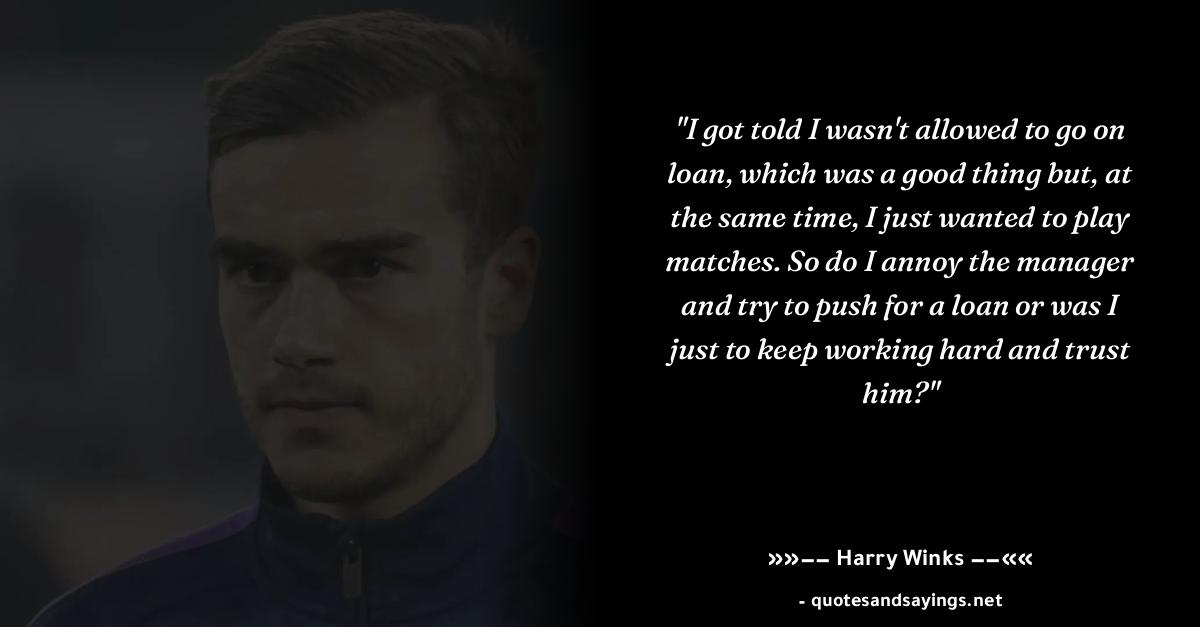 "I got told I wasn't allowed to go on
loan, which was a good thing but, at
the same time, I just wanted to play
matches. So do I annoy the manager
and try to push for a loan or was I
just to keep working hard and trust
him?"
»»–– Harry Winks ––««
- quotesandsayings.net